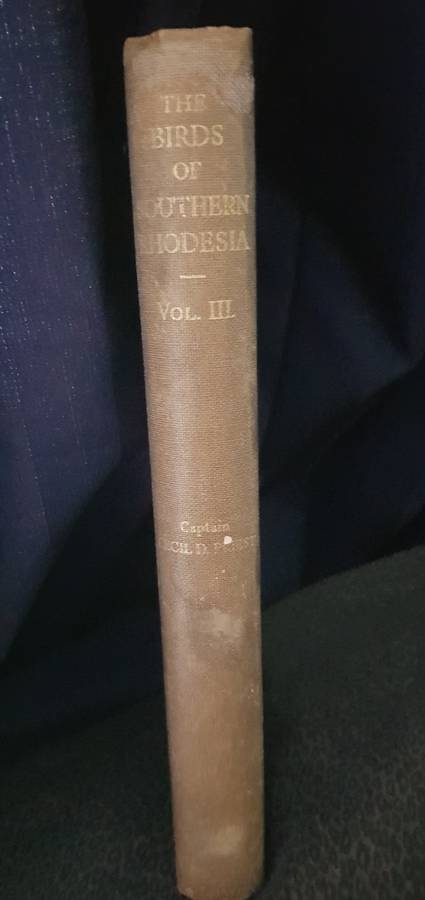 THE
BIRDS
OF
SOUTHERN
RHODESIA
VOL. III.
Captain
CECIL D. PRIEST